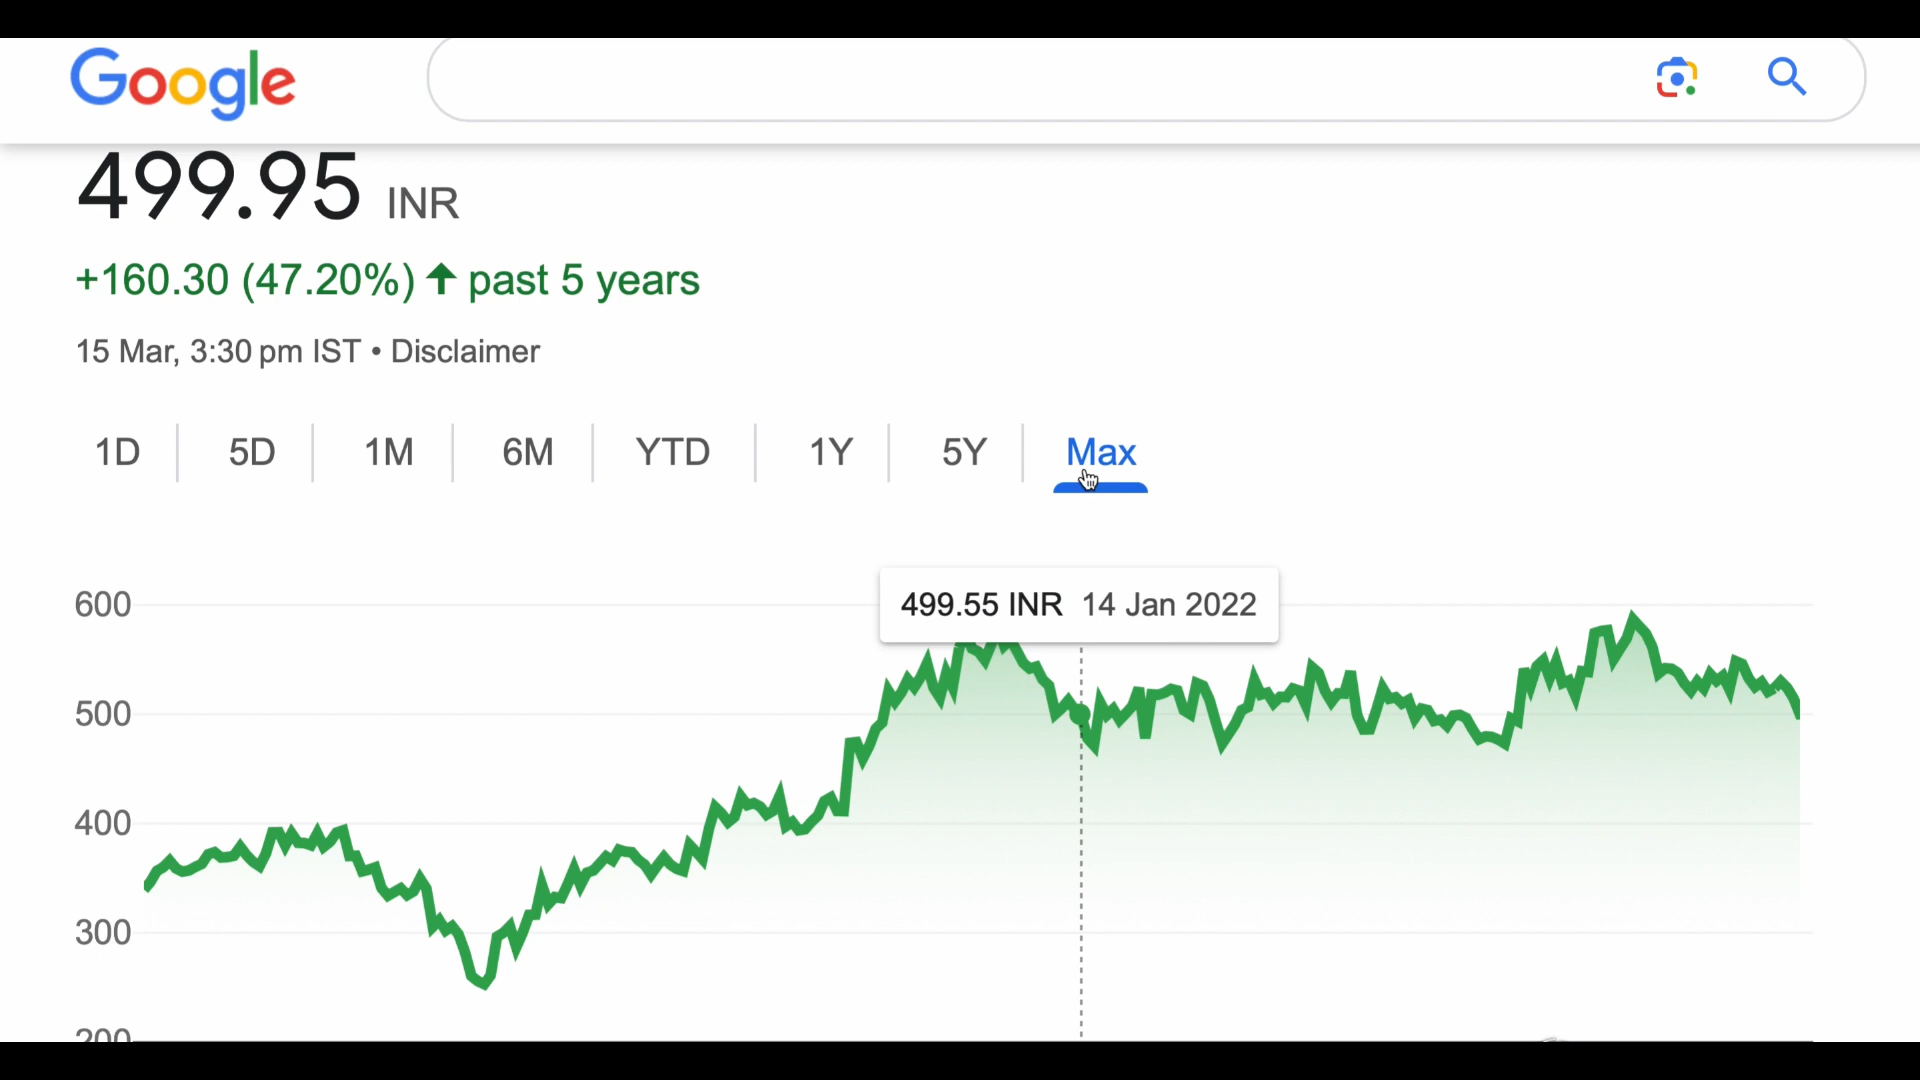 Google
499.95 INR
+160.30 (47.20%) ↑ past 5 years
15 Mar, 3:30 pm IST • Disclaimer
1D 5D 1M 6M YTD 1Y 5Y Max
499.55 INR 14 Jan 2022
600
500
400
300
200